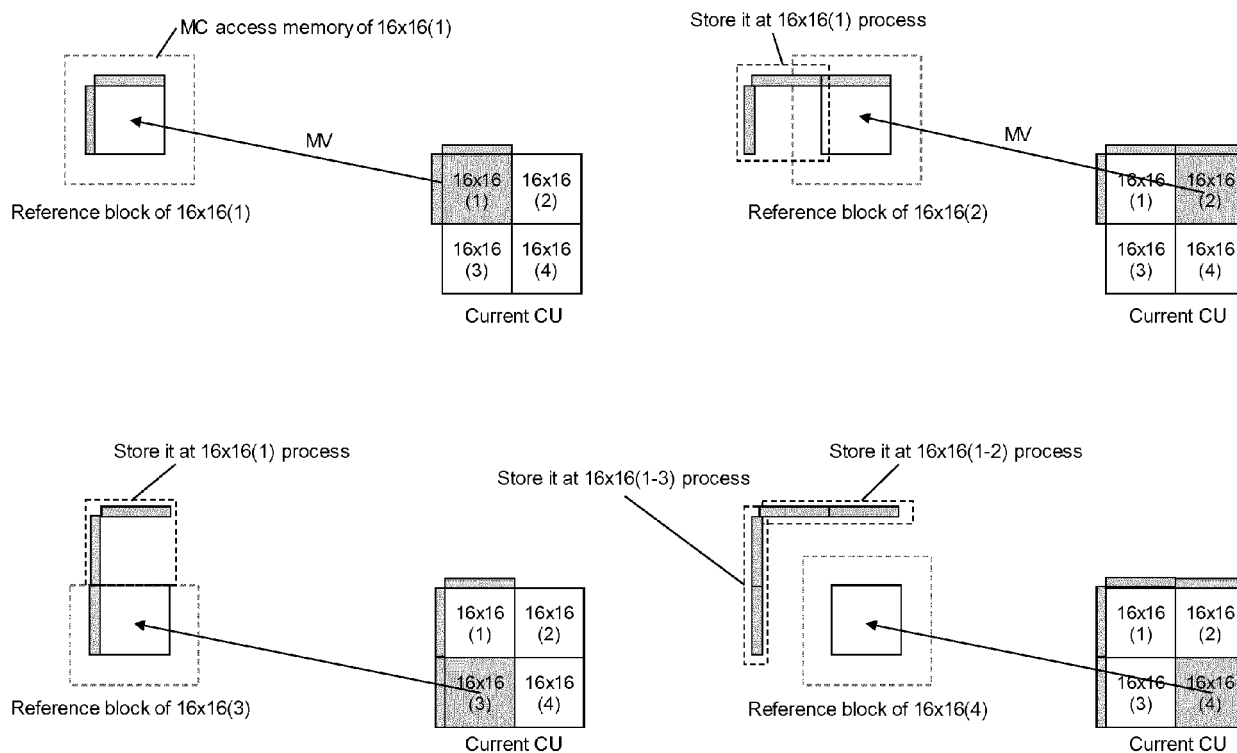 MC access memory of 16x16(1)
MV
Reference block of 16x16(1)
16x16
(1)
16x16
(2)
16x16
(3)
16x16
(4)
Current CU
Store it at 16x16(1) process
MV
Reference block of 16x16(2)
16x16
(1)
16x16
(2)
16x16
(3)
16x16
(4)
Current CU
Store it at 16x16(1) process
Reference block of 16x16(3)
16x16
(1)
16x16
(2)
16x16
(3)
16x16
(4)
Current CU
Store it at 16x16(1-3) process
Store it at 16x16(1-2) process
Reference block of 16x16(4)
16x16
(1)
16x16
(2)
16x16
(3)
16x16
(4)
Current CU